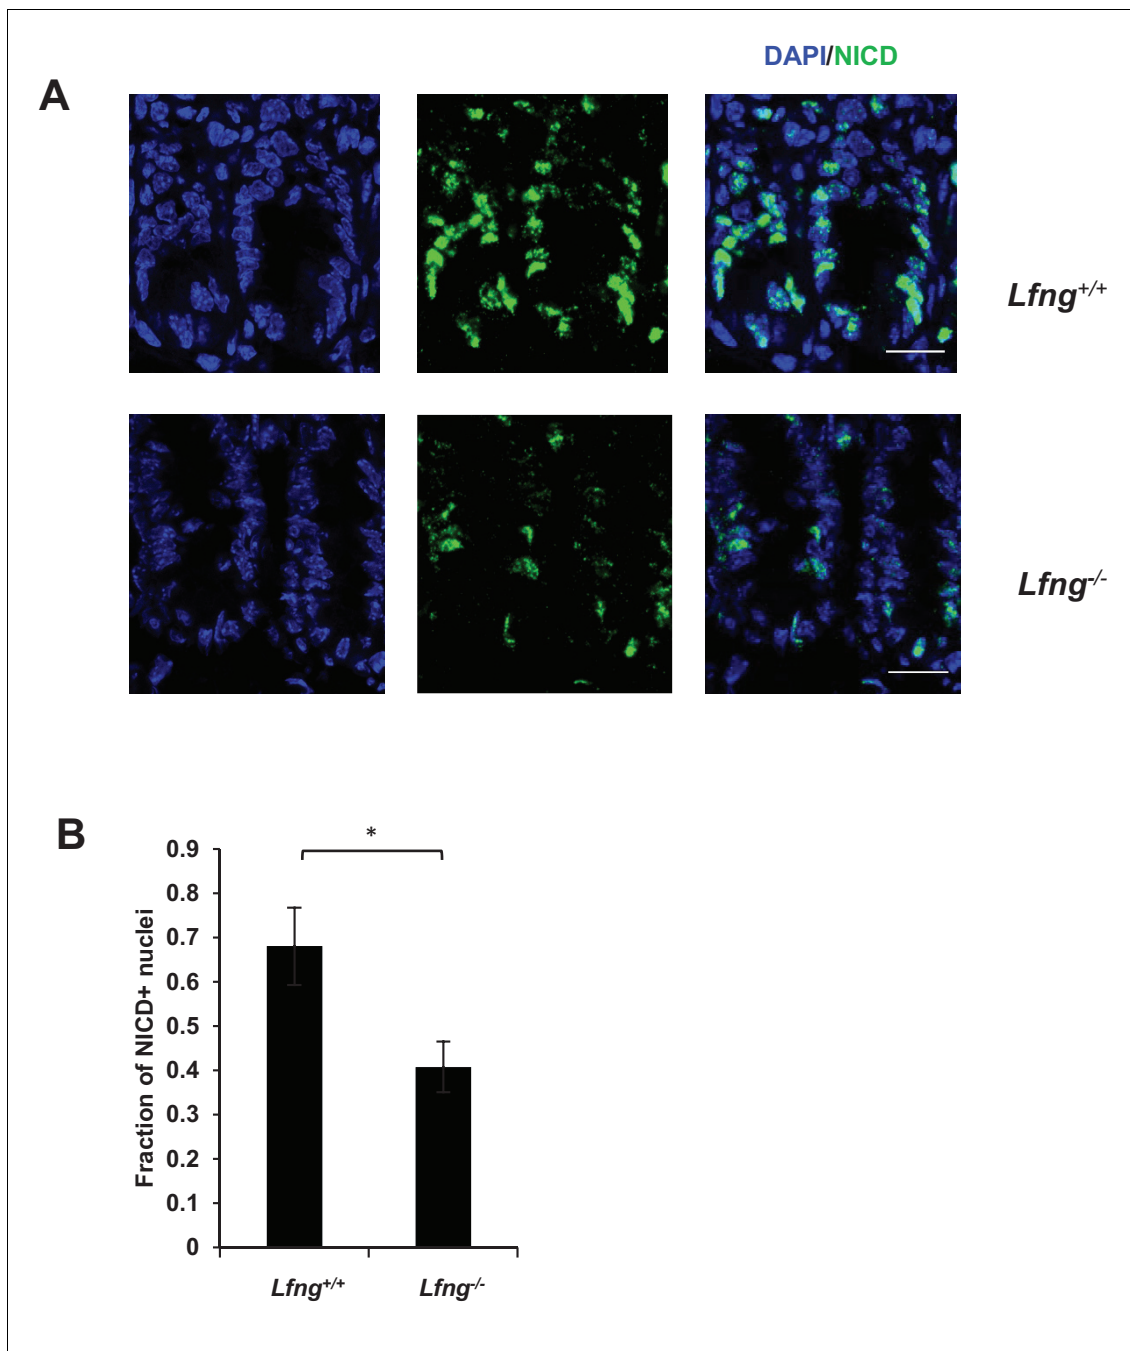 DAPI/NICD
A
Lfng+/+
Lfng-/-
B
*
0.9
0.8
0.7
0.6
0.5
0.4
0.3
0.2
0.1
0
Fraction of NICD+ nuclei
Lfng+/+ Lfng-/-